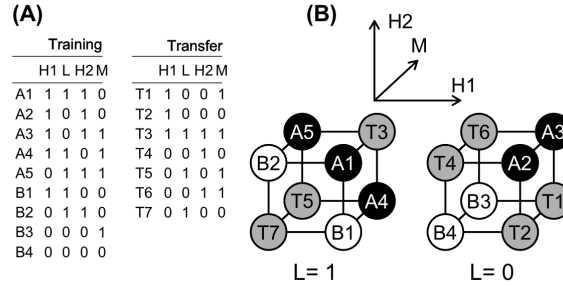 (A)
Training
H1 L H2 M
A1 1 1 1 0
A2 1 0 1 0
A3 1 0 1 1
A4 1 1 0 1
A5 0 1 1 1
B1 1 1 0 0
B2 0 1 1 0
B3 0 0 0 1
B4 0 0 0 0
Transfer
H1 L H2 M
T1 1 0 0 1
T2 1 0 0 0
T3 1 1 1 1
T4 0 0 1 0
T5 0 1 0 1
T6 0 0 1 1
T7 0 1 0 0
(B)
H2
M
H1
A5 T3
B2 A1
T5 A4
T7 B1
L= 1
T6 A3
T4 A2
B3 T1
B4 T2
L= 0